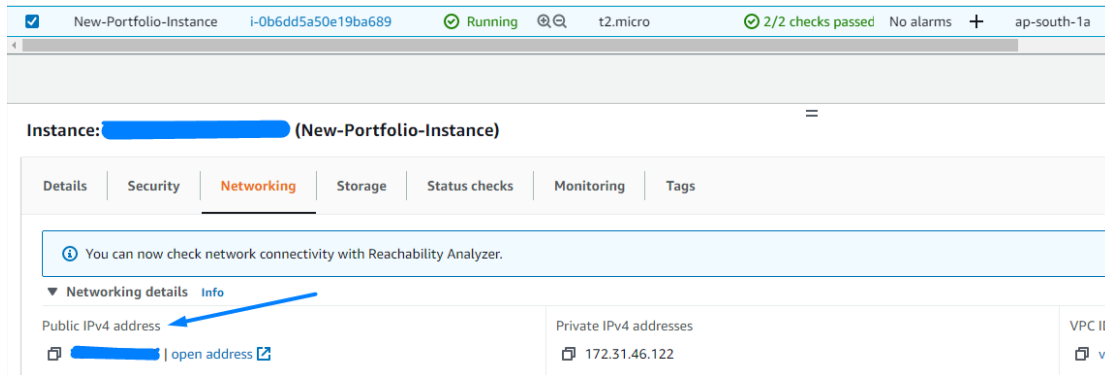 New-Portfolio-Instance i-0b6dd5a50e19ba689 Running t2.micro 2/2 checks passed No alarms + ap-south-1a
Instance: (New-Portfolio-Instance)
Details Security Networking Storage Status checks Monitoring Tags
You can now check network connectivity with Reachability Analyzer.
Networking details Info
Public IPv4 address Private IPv4 addresses VPC
| open address 172.31.46.122 v